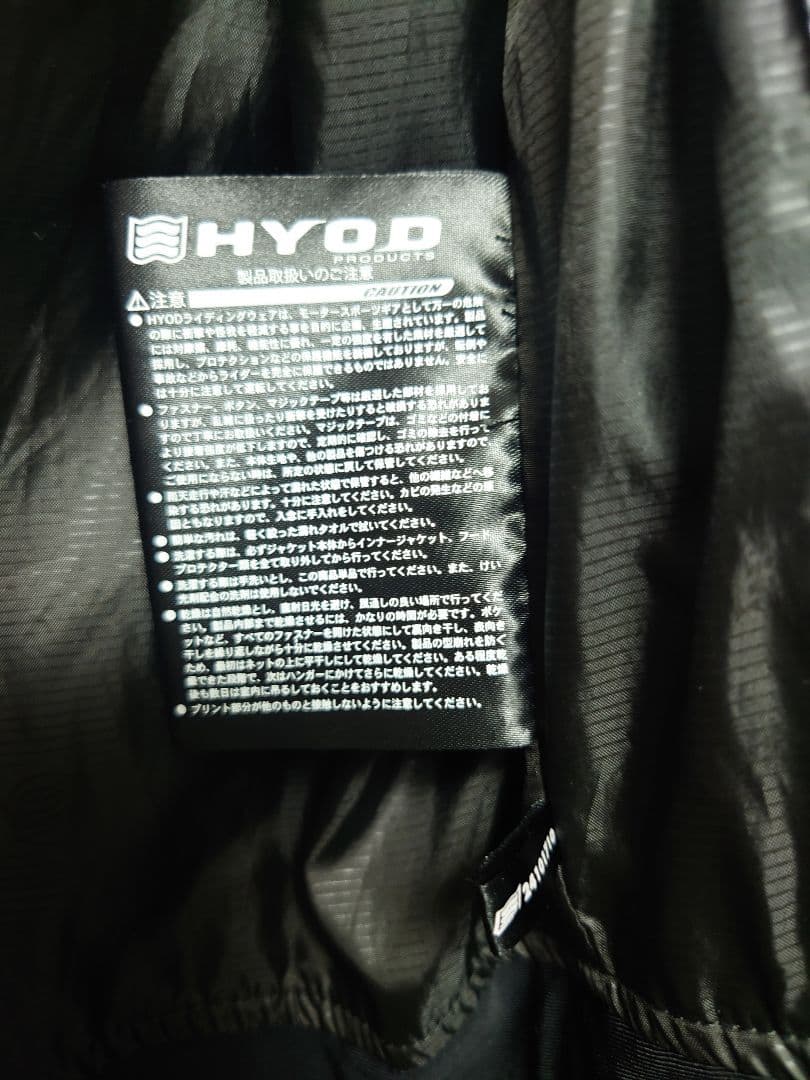 HYOD
PRODUCTS
製品取扱いのご注意
注意 CAUTION
●HYODライディングウェアは、モータースポーツギアとして万一の危険
の際に衝撃や怪我を軽減する事を目的に企画、
には対摩擦、 機能性に優れ、一定の強度を有した素材を厳選して
採用し、プロテクションなどの保護機能を装備しておりますが、
事故などからライダーを完全に保護できるものではありません。安全に
は十分に注意して運転してください。
●ファスナー、ボタン、マジックテープ等は厳選した部材を採用してお
りますが、乱雑に扱ったり衝撃を受けたりすると破損する恐れがありま
すので丁寧にお取扱いください。マジックテープは、ゴミなどの付着に
より接着強度が低下しますので、定期的に確認し、ゴミの除去を行って
ください。また、本体生地や、他の製品を傷つける恐れがありますので
ご使用にならない時は、所定の状態に戻して保管してください。
●雨天走行や汗などによって濡れた状態で保管すると、他の繊維などへ移
染する恐れがあります。十分に注意してください。カビの発生などの原
因ともなりますので、入念に手入れをしてください。
●簡単な汚れは、軽く絞った濡れタオルで拭いてください。
●洗濯する際は、必ずジャケット本体からインナージャケット、フード
プロテクター類を全て取り外してから行ってください。
●洗濯する際は手洗いとし、この商品単品で行ってください。また、けい
光剤配合の洗剤は使用しないでください。
●乾燥は自然乾燥とし、直射日光を避け、風通しの良い場所で行ってくだ
さい。製品内部まで乾燥させるには、かなりの時間が必要です。ポケ
ットなど、すべてのファスナーを開けた状態にして裏向き干し、表向き
干しを繰り返しながら十分に乾燥させてください。製品の型崩れを防ぐ
ため、最初はネットの上に平干しにして乾燥してください。ある程度乾
燥できた段階で、次はハンガーにかけてさらに乾燥してください。乾燥
後も数日は室内に吊るしておくことをおすすめします。
●プリント部分が他のものと接触しないように注意してください。